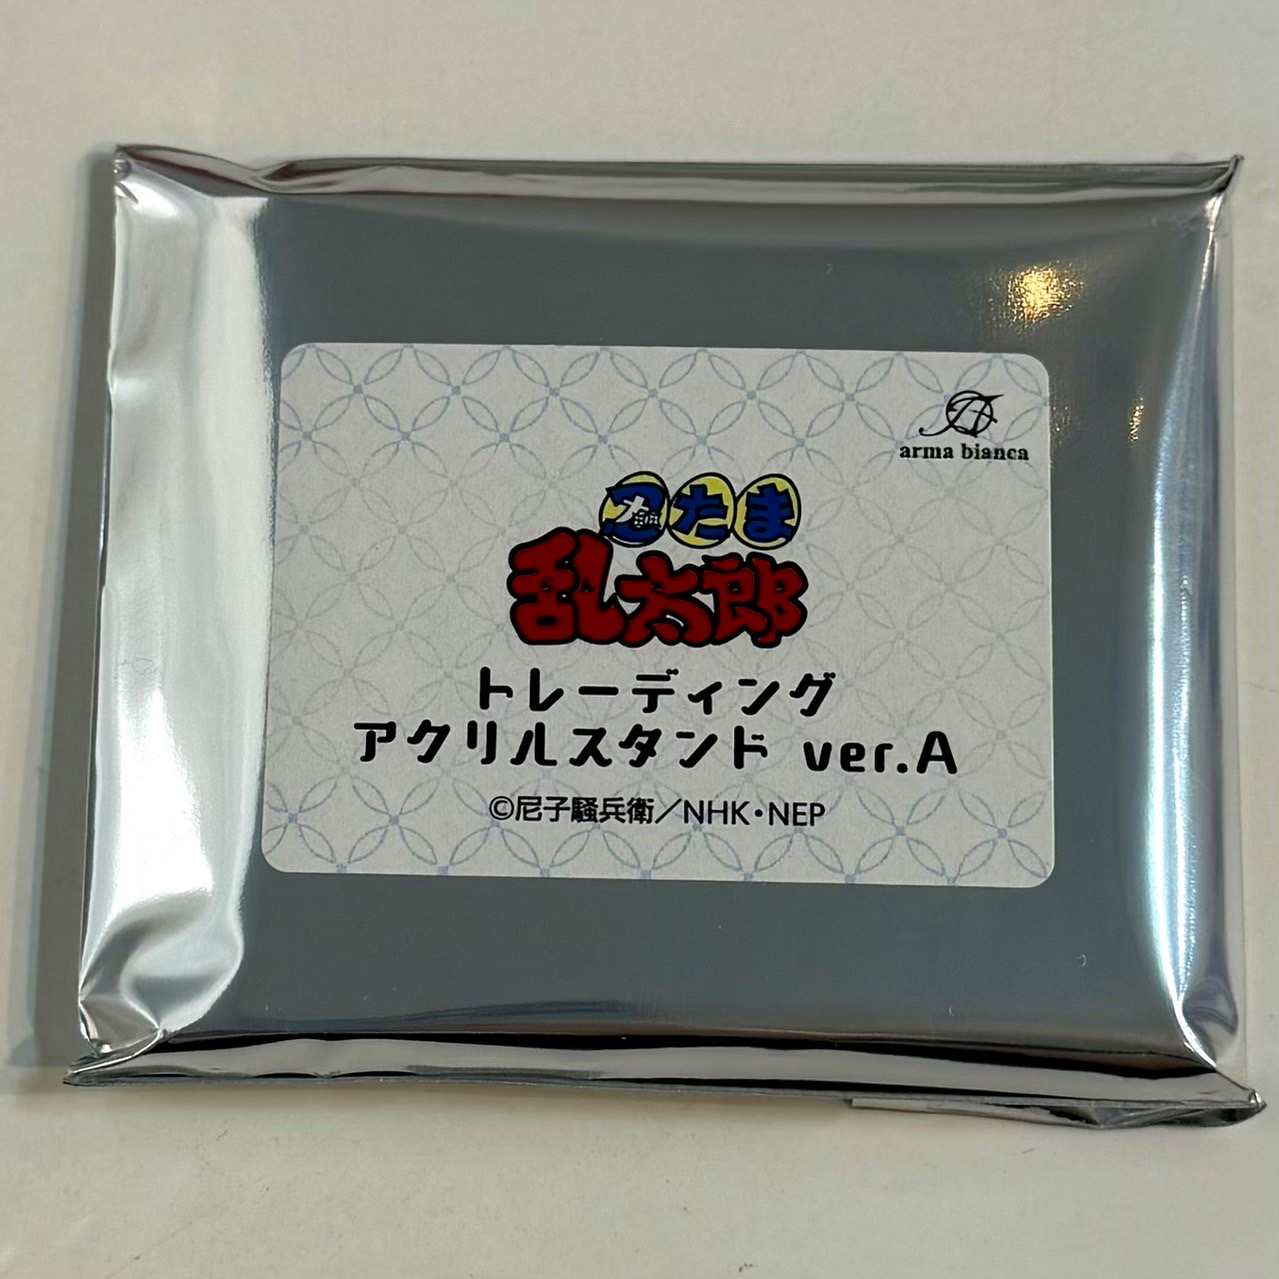 arma bianca
忍たま
乱太郎
トレーディング
アクリルスタンド ver.A
©尼子騒兵衛／NHK・NEP